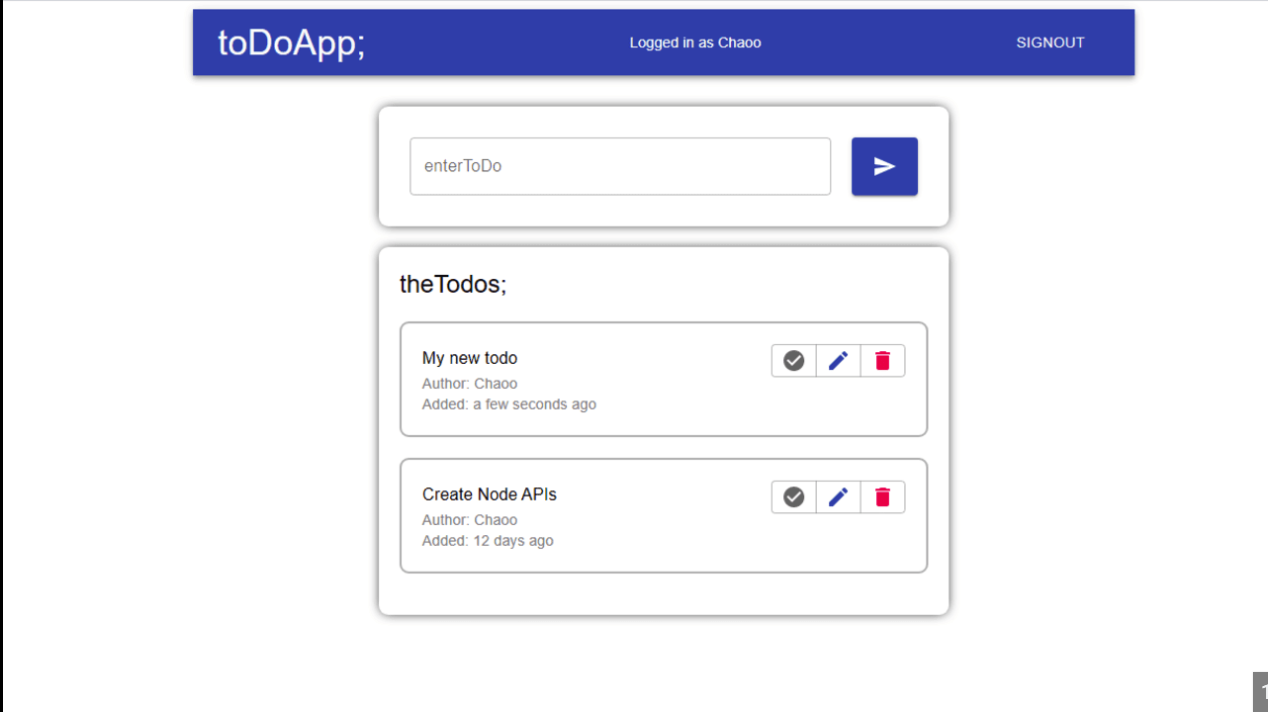 toDoApp;
Logged in as Chaoo
SIGNOUT
enterToDo
theTodos;
My new todo
Author: Chaoo
Added: a few seconds ago
Create Node APIs
Author: Chaoo
Added: 12 days ago